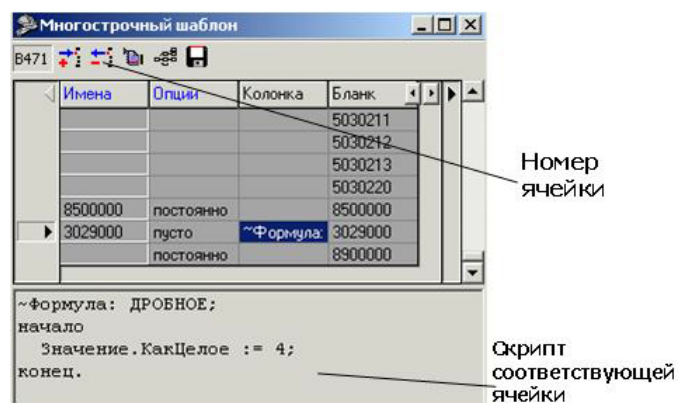 Многострочный шаблон
B471
Имена Опции Колонка Бланк
5030211
5030212
5030213
5030220
8500000 постоянно 8500000
3029000 пусто ~Формула: 3029000
постоянно 8900000
Номер
ячейки
~Формула: ДРОБНОЕ;
начало
Значение.КакЦелое := 4;
конец.
Скрипт
соответствующей
ячейки